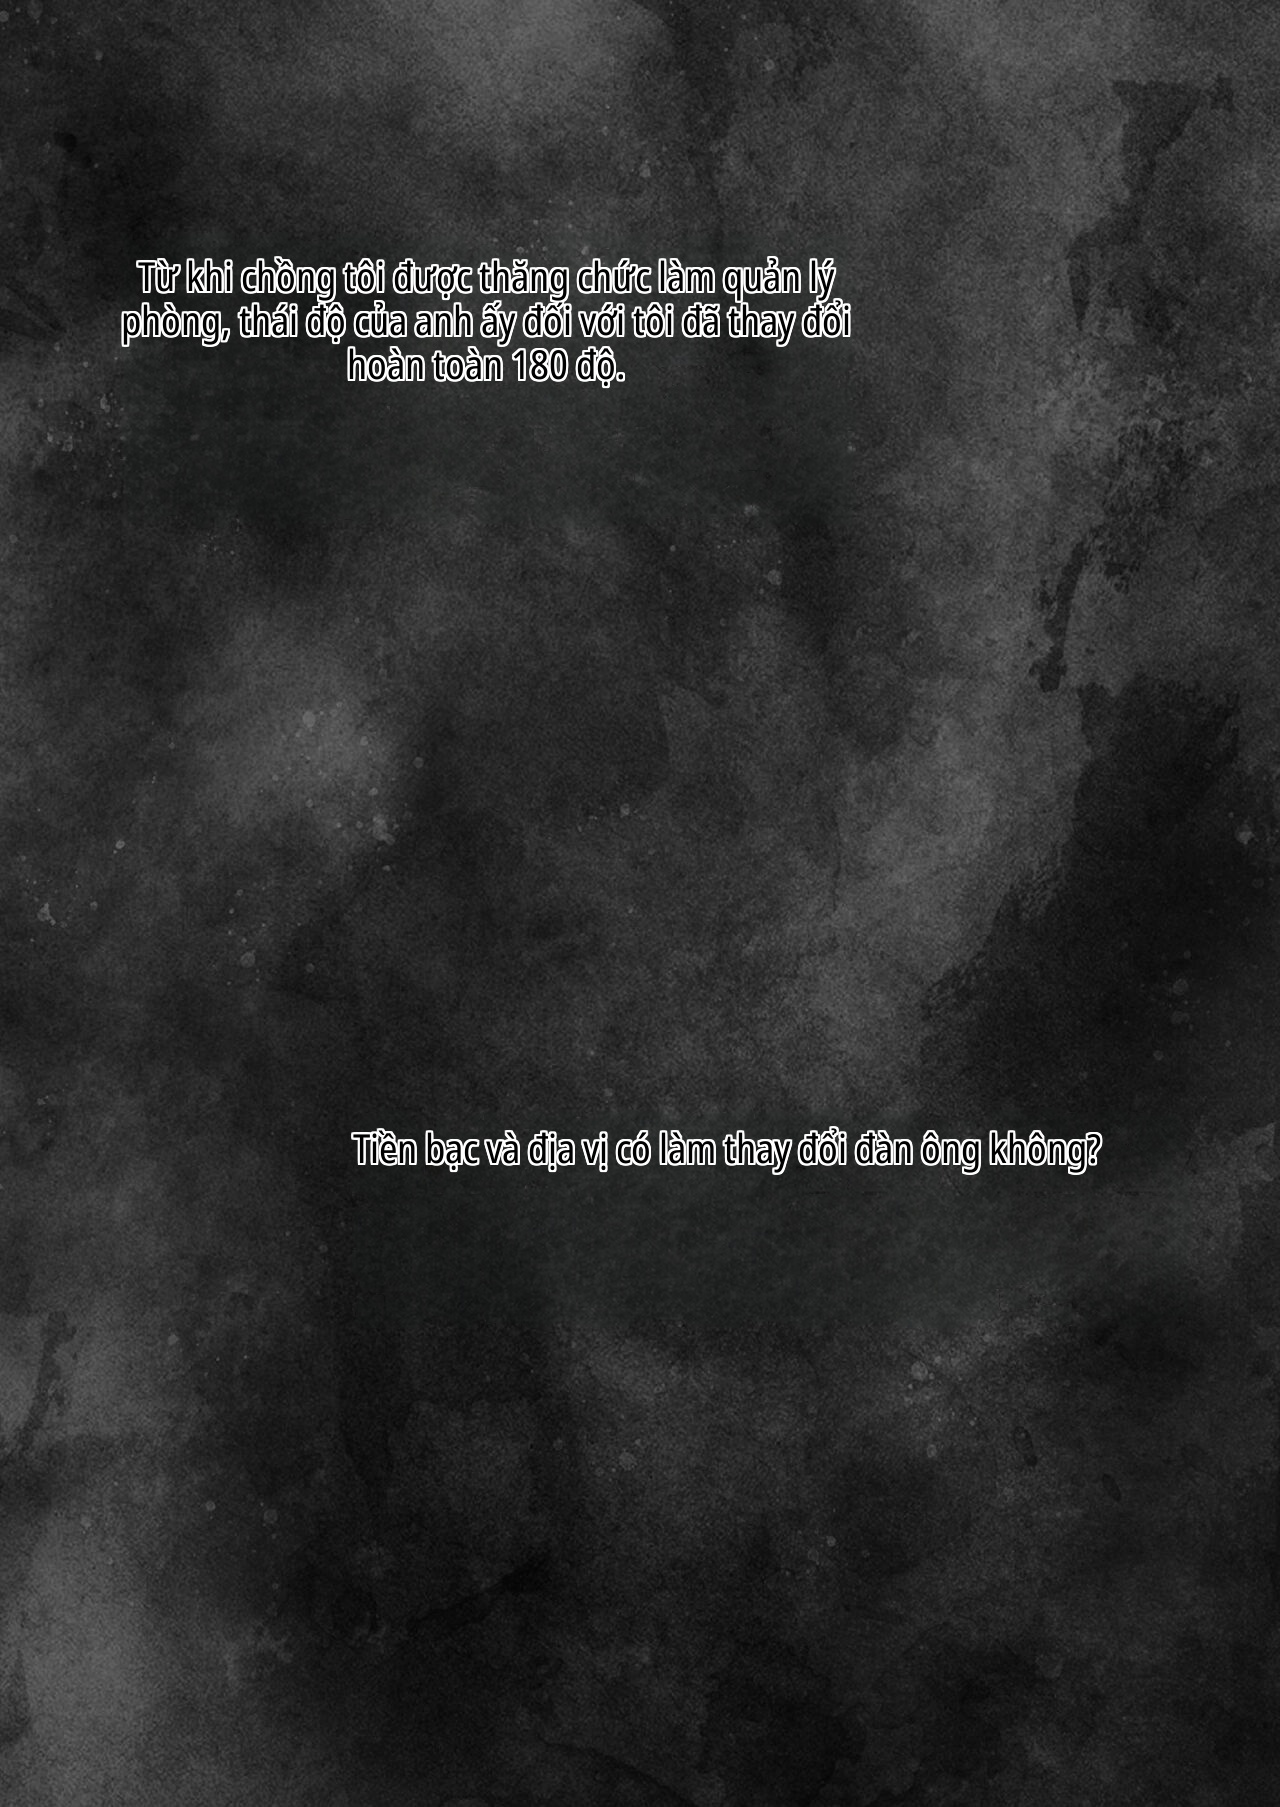 Từ khi chồng tôi được thăng chức làm quản lý
phòng, thái độ của anh ấy đối với tôi đã thay đổi
hoàn toàn 180 độ.
Tiền bạc và địa vị có làm thay đổi đàn ông không?